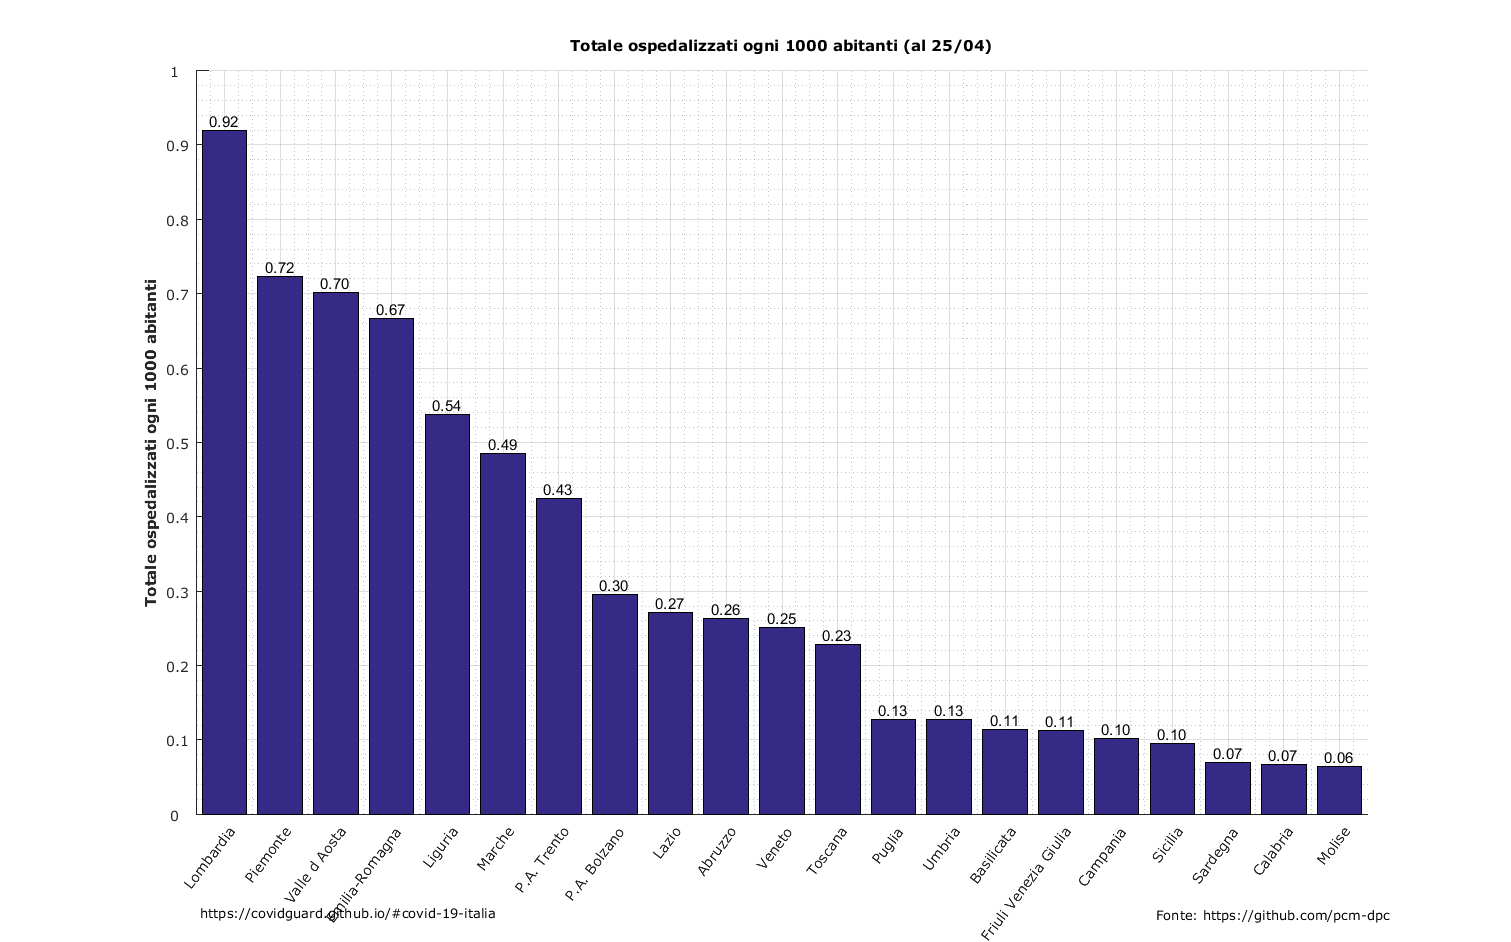 Totale ospedalizzati ogni 1000 abitanti (al 25/04)
Totale ospedalizzati ogni 1000 abitanti
1
0.9
0.8
0.7
0.6
0.5
0.4
0.3
0.2
0.1
0
0.92
0.72
0.70
0.67
0.54
0.49
0.43
0.30
0.27
0.26
0.25
0.23
0.13
0.13
0.11
0.11
0.10
0.10
0.07
0.07
0.06
Lombardia
Piemonte
Valle d Aosta
Emilia-Romagna
Liguria
Marche
P.A. Trento
P.A. Bolzano
Lazio
Abruzzo
Veneto
Toscana
Puglia
Umbria
Basilicata
Friuli Venezia Giulia
Campania
Sicilia
Sardegna
Calabria
Molise
https://covidguard.github.io/#covid-19-italia
Fonte: https://github.com/pcm-dpc